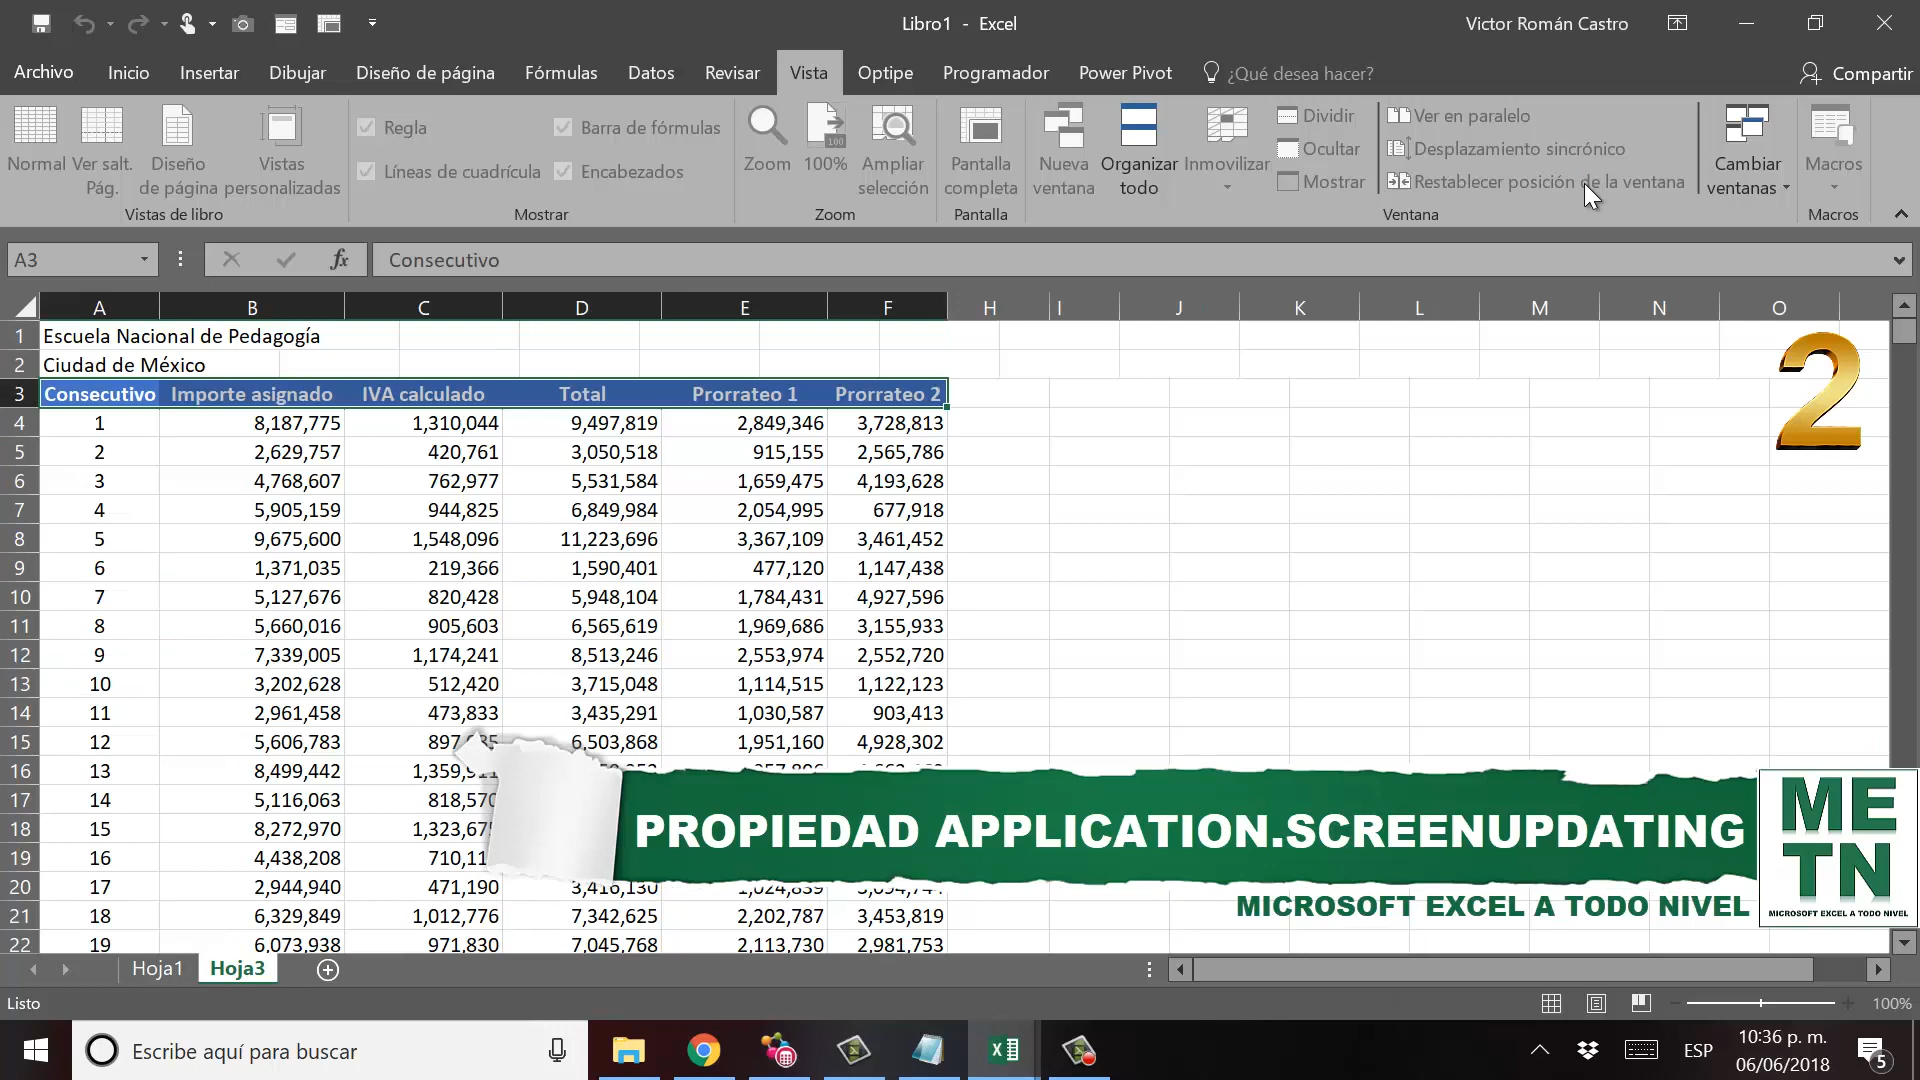 Libro1 - Excel
Victor Román Castro
Archivo Inicio Insertar Dibujar Diseño de página Fórmulas Datos Revisar Vista Optipe Programador Power Pivot ¿Qué desea hacer? Compartir
Normal
Ver salt. Pág.
Diseño de página
Vistas personalizadas
Vistas de libro
Regla
Barra de fórmulas
Líneas de cuadrícula
Encabezados
Mostrar
Zoom
100%
Ampliar selección
Zoom
Pantalla completa
Pantalla
Nueva ventana
Organizar todo
Inmovilizar
Dividir
Ocultar
Mostrar
Ver en paralelo
Desplazamiento sincrónico
Restablecer posición de la ventana
Cambiar ventanas
Ventana
Macros
Macros
A3 fx Consecutivo
A B C D E F H I J K L M N O
1 Escuela Nacional de Pedagogía
2 Ciudad de México
3 Consecutivo Importe asignado IVA calculado Total Prorrateo 1 Prorrateo 2
4 1 8,187,775 1,310,044 9,497,819 2,849,346 3,728,813
5 2 2,629,757 420,761 3,050,518 915,155 2,565,786
6 3 4,768,607 762,977 5,531,584 1,659,475 4,193,628
7 4 5,905,159 944,825 6,849,984 2,054,995 677,918
8 5 9,675,600 1,548,096 11,223,696 3,367,109 3,461,452
9 6 1,371,035 219,366 1,590,401 477,120 1,147,438
10 7 5,127,676 820,428 5,948,104 1,784,431 4,927,596
11 8 5,660,016 905,603 6,565,619 1,969,686 3,155,933
12 9 7,339,005 1,174,241 8,513,246 2,553,974 2,552,720
13 10 3,202,628 512,420 3,715,048 1,114,515 1,122,123
14 11 2,961,458 473,833 3,435,291 1,030,587 903,413
15 12 5,606,783 6,503,868 1,951,160 4,928,302
16 13 8,499,442
17 14 5,116,063
18 15 8,272,970
19 16 4,438,208
20 17 2,944,940 471,190
21 18 6,329,849 1,012,776 7,342,625 2,202,787 3,453,819
22 19 6,073,938 971,830 7,045,768 2,113,730 2,981,753
2
PROPIEDAD APPLICATION.SCREENUPDATING
MICROSOFT EXCEL A TODO NIVEL
ME
TN
MICROSOFT EXCEL A TODO NIVEL
Hoja1 Hoja3
Listo
100%
Escribe aquí para buscar
ESP
10:36 p. m.
06/06/2018
5